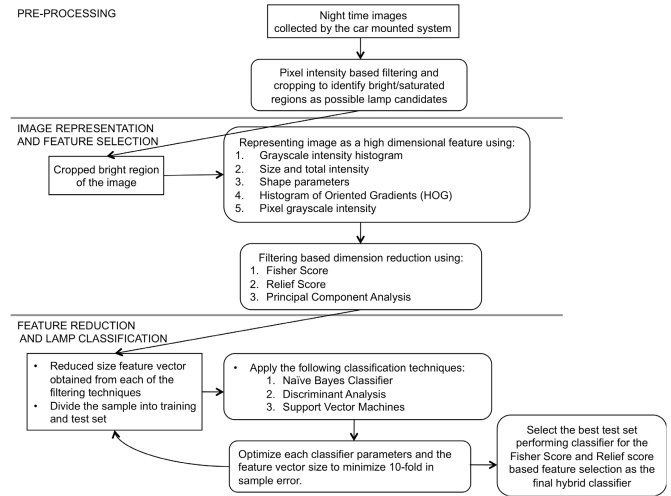 PRE-PROCESSING
Night time images
collected by the car mounted system
Pixel intensity based filtering and
cropping to identify bright/saturated
regions as possible lamp candidates
IMAGE REPRESENTATION
AND FEATURE SELECTION
Cropped bright region
of the image
Representing image as a high dimensional feature using:
1. Grayscale intensity histogram
2. Size and total intensity
3. Shape parameters
4. Histogram of Oriented Gradients (HOG)
5. Pixel grayscale intensity
Filtering based dimension reduction using:
1. Fisher Score
2. Relief Score
3. Principal Component Analysis
FEATURE REDUCTION
AND LAMP CLASSIFICATION
• Reduced size feature vector
obtained from each of the
filtering techniques
• Divide the sample into training
and test set
• Apply the following classification techniques:
1. Naïve Bayes Classifier
2. Discriminant Analysis
3. Support Vector Machines
Optimize each classifier parameters and the
feature vector size to minimize 10-fold in
sample error.
Select the best test set
performing classifier for the
Fisher Score and Relief score
based feature selection as the
final hybrid classifier